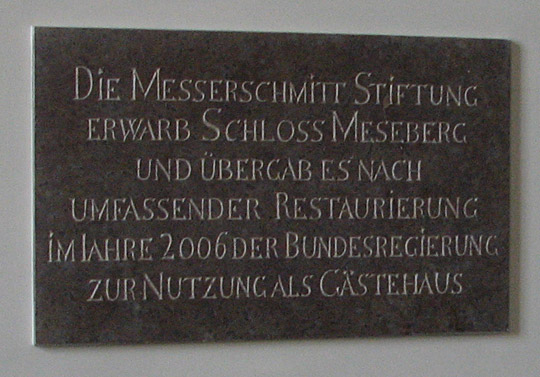 Die Messerschmitt Stiftung
erwarb Schloss Meseberg
und übergab es nach
umfassender Restaurierung
im Jahre 2006 der Bundesregierung
zur Nutzung als Gästehaus